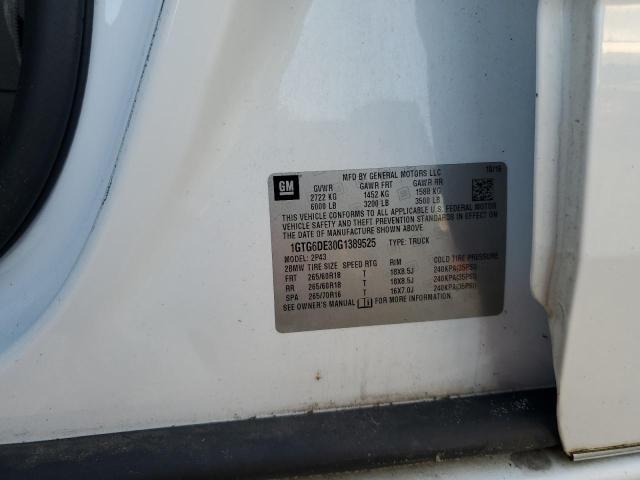 MFD BY GENERAL MOTORS LLC 10/16
GM GVWR GAWR FRT GAWR RR
2722 KG 1452 KG 1588 KG
6000 LB 3200 LB 3500 LB
THIS VEHICLE CONFORMS TO ALL APPLICABLE U.S. FEDERAL MOTOR
VEHICLE SAFETY AND THEFT PREVENTION STANDARDS IN EFFECT ON THE
DATE OF MANUFACTURE SHOWN ABOVE.
1GTG6DE30G1389525 TYPE: TRUCK
MODEL: 2P43
2BMW TIRE SIZE SPEED RTG RIM COLD TIRE PRESSURE
FRT 265/60R18 T 18X8.5J 240KPA(35PSI)
RR 265/60R18 T 18X8.5J 240KPA(35PSI)
SPA 265/70R16 T 16X7.0J 240KPA(35PSI)
SEE OWNER'S MANUAL FOR MORE INFORMATION.